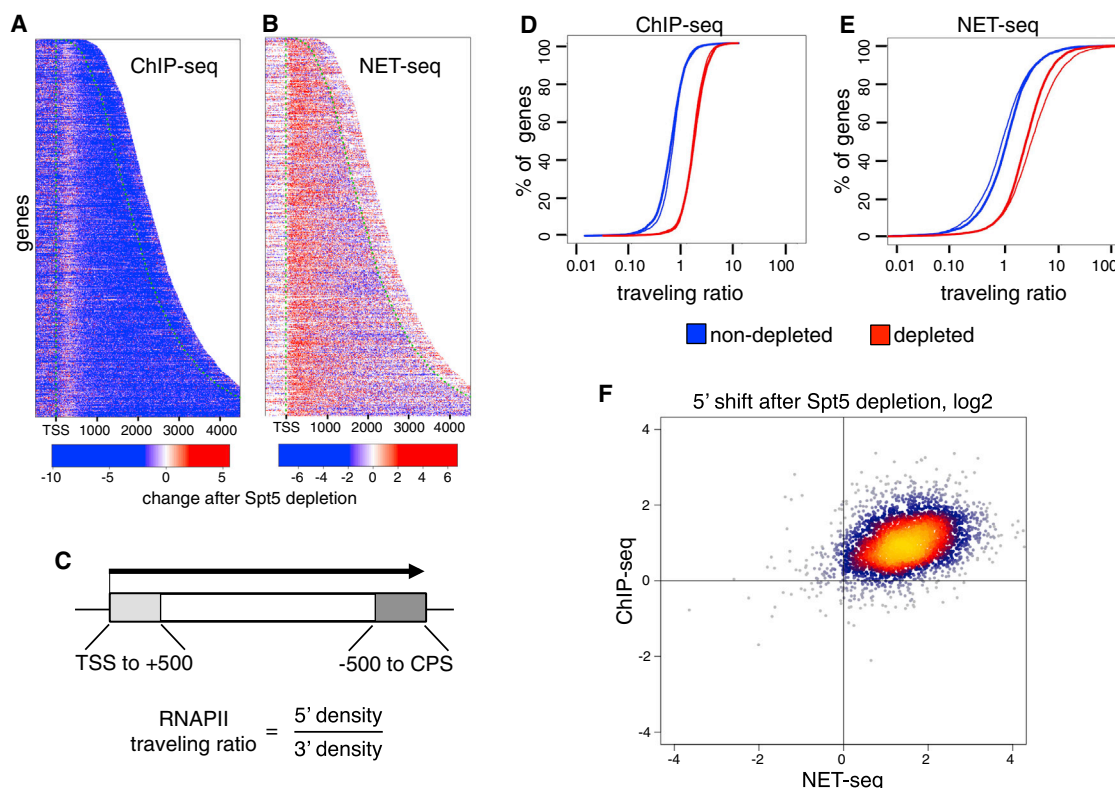 A
ChIP-seq
genes
TSS 1000 2000 3000 4000
-10 -5 0 5
B
NET-seq
TSS 1000 2000 3000 4000
-6 -4 -2 0 2 4 6
change after Spt5 depletion
C
TSS to +500
-500 to CPS
RNAPII
traveling ratio
=
5' density
3' density
D
ChIP-seq
% of genes
0 20 40 60 80 100
0.01 0.10 1 10 100
traveling ratio
E
NET-seq
% of genes
0 20 40 60 80 100
0.01 0.10 1 10 100
traveling ratio
non-depleted
depleted
F
5' shift after Spt5 depletion, log2
ChIP-seq
4
2
0
-2
-4
-4 -2 0 2 4
NET-seq